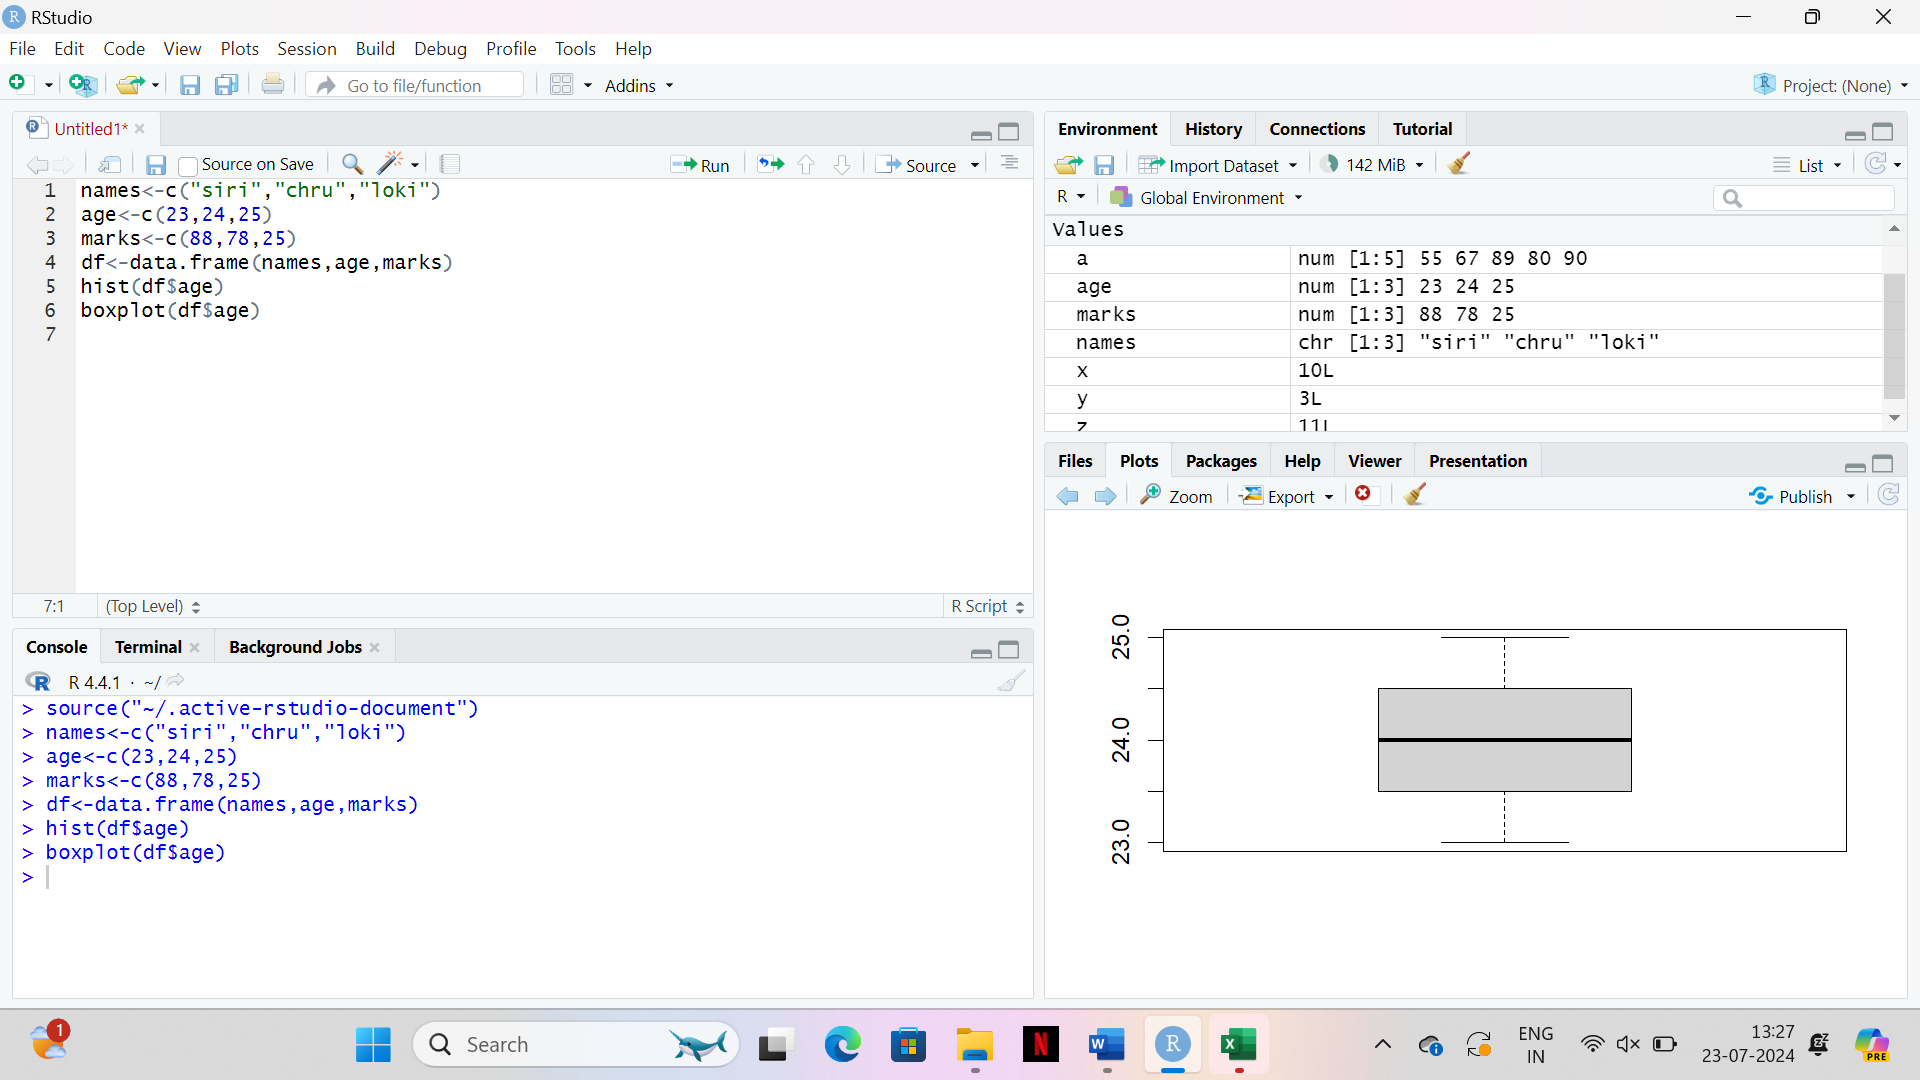 RStudio
File Edit Code View Plots Session Build Debug Profile Tools Help
Go to file/function Addins Project: (None)
Untitled1*
Source on Save Run Source
1 names<-c("siri","chru","loki")
2 age<-c(23,24,25)
3 marks<-c(88,78,25)
4 df<-data.frame(names,age,marks)
5 hist(df$age)
6 boxplot(df$age)
7
7:1 (Top Level) R Script
Console Terminal Background Jobs
R 4.4.1 · ~/
> source("~/.active-rstudio-document")
> names<-c("siri","chru","loki")
> age<-c(23,24,25)
> marks<-c(88,78,25)
> df<-data.frame(names,age,marks)
> hist(df$age)
> boxplot(df$age)
>
Environment History Connections Tutorial
Import Dataset 142 MiB List
R Global Environment
Values
a num [1:5] 55 67 89 80 90
age num [1:3] 23 24 25
marks num [1:3] 88 78 25
names chr [1:3] "siri" "chru" "loki"
x 10L
y 3L
z 11L
Files Plots Packages Help Viewer Presentation
Zoom Export Publish
25.0
24.0
23.0
1
Search
ENG
IN
13:27
23-07-2024
PRE